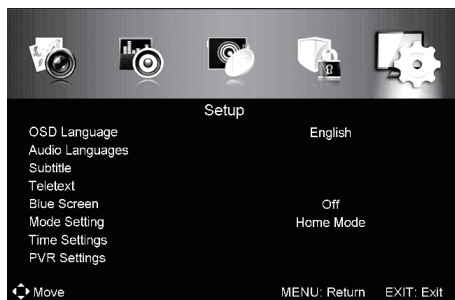 Setup
OSD Language English
Audio Languages
Subtitle
Teletext
Blue Screen Off
Mode Setting Home Mode
Time Settings
PVR Settings
Move MENU: Return EXIT: Exit